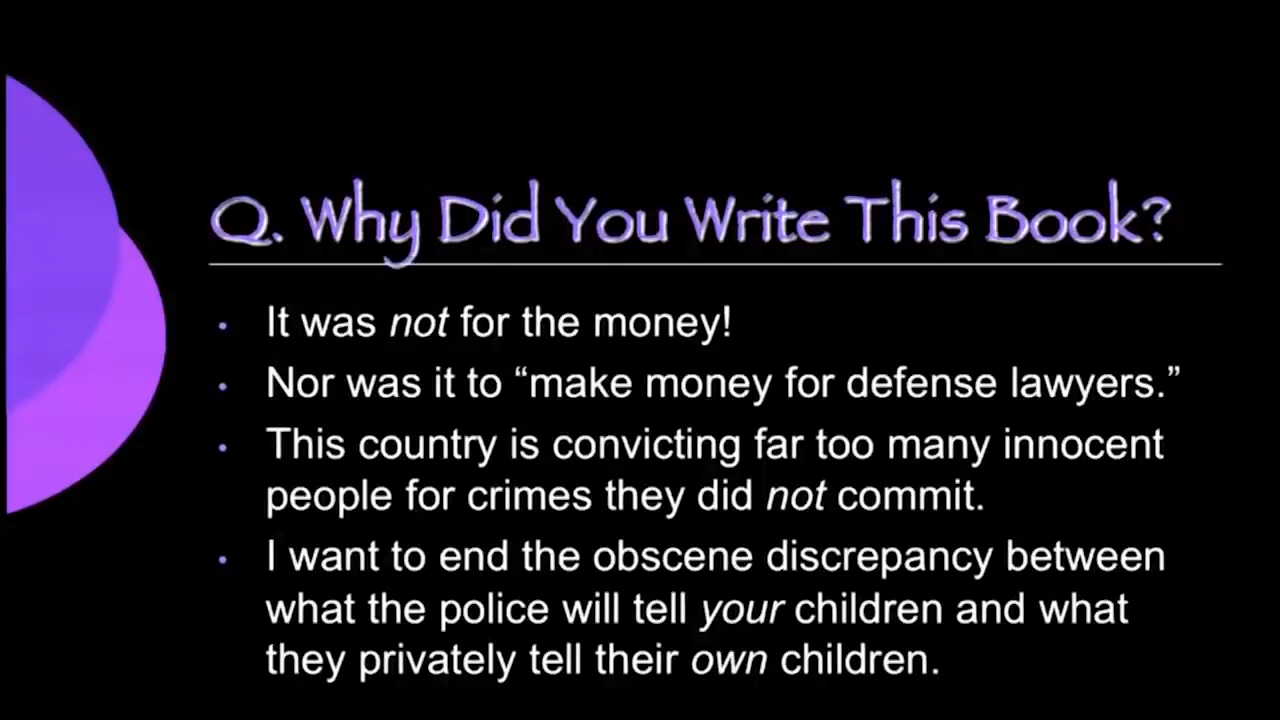 Q. Why Did You Write This Book?
• It was not for the money!
• Nor was it to “make money for defense lawyers.”
• This country is convicting far too many innocent
people for crimes they did not commit.
• I want to end the obscene discrepancy between
what the police will tell your children and what
they privately tell their own children.